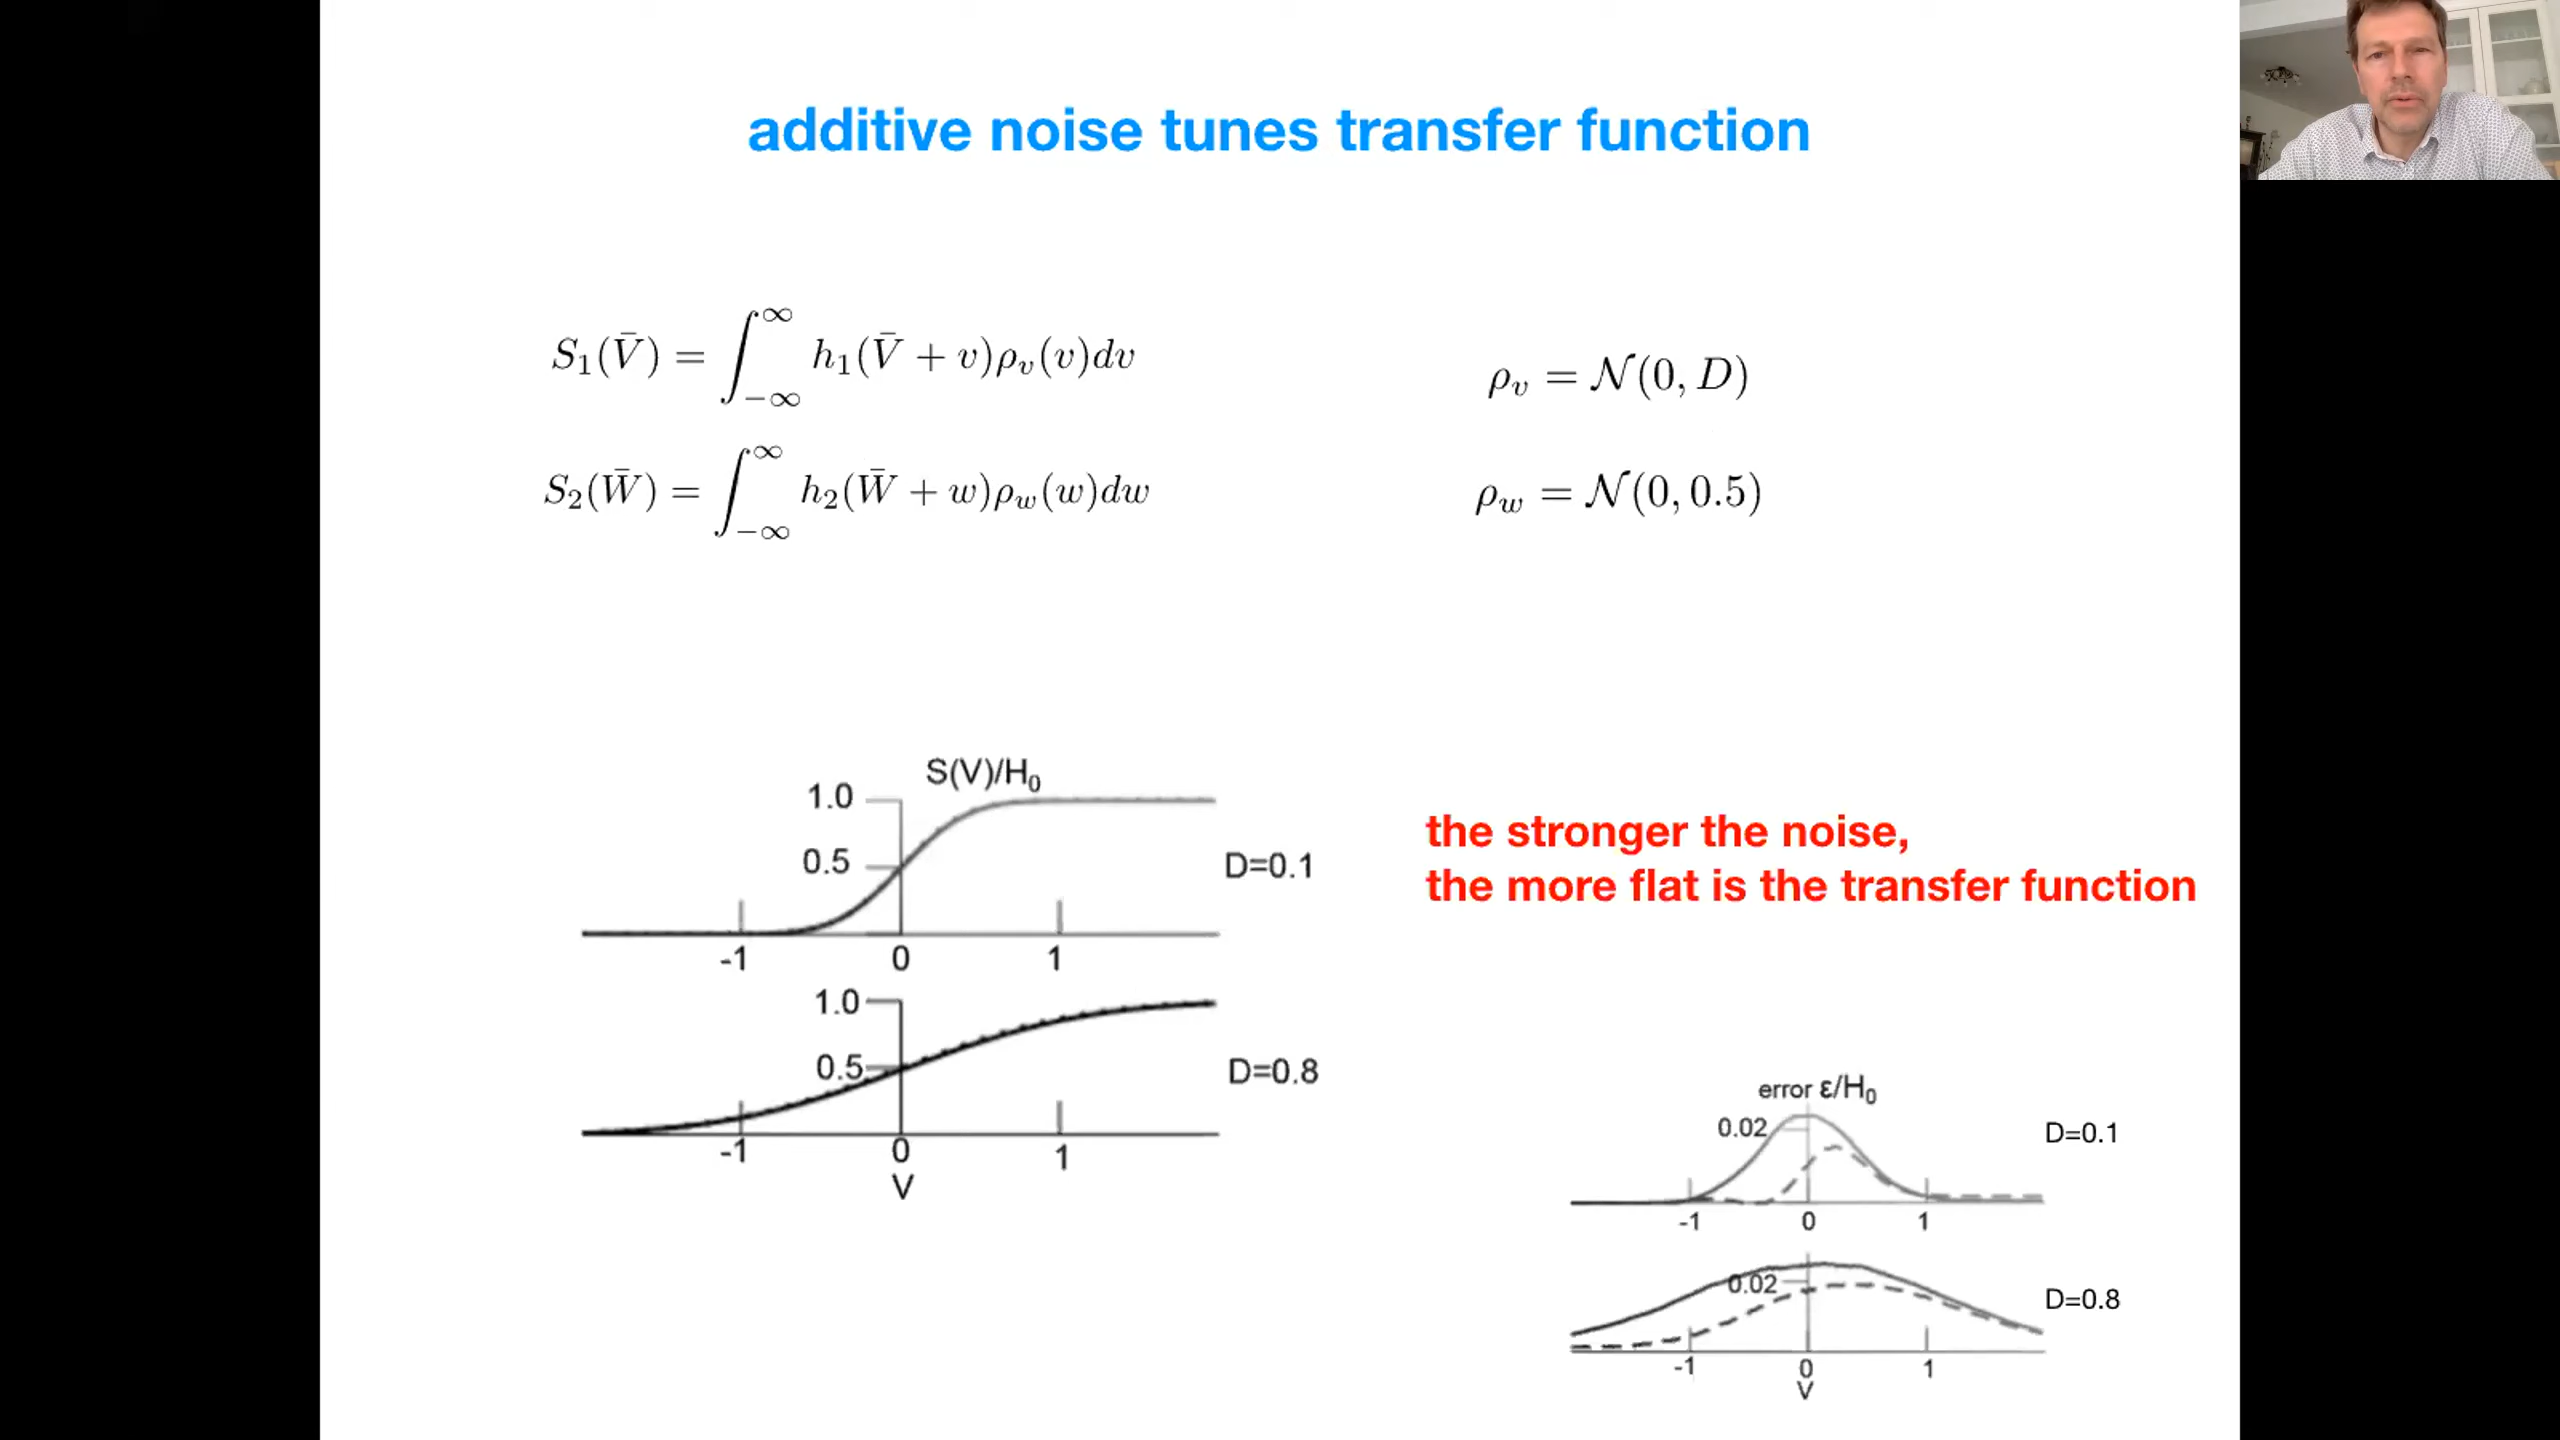 additive noise tunes transfer function
S₁(V̄) = ∫_{−∞}^{∞} h₁(V̄ + v)ρᵥ(v)dv
ρᵥ = 𝒩(0, D)
S₂(W̄) = ∫_{−∞}^{∞} h₂(W̄ + w)ρ_w(w)dw
ρ_w = 𝒩(0, 0.5)
S(V)/H₀
1.0
0.5
D=0.1
-1 0 1
1.0
0.5
D=0.8
-1 0 1
V
the stronger the noise,
the more flat is the transfer function
error ε/H₀
0.02
D=0.1
-1 0 1
0.02
D=0.8
-1 0 1
V